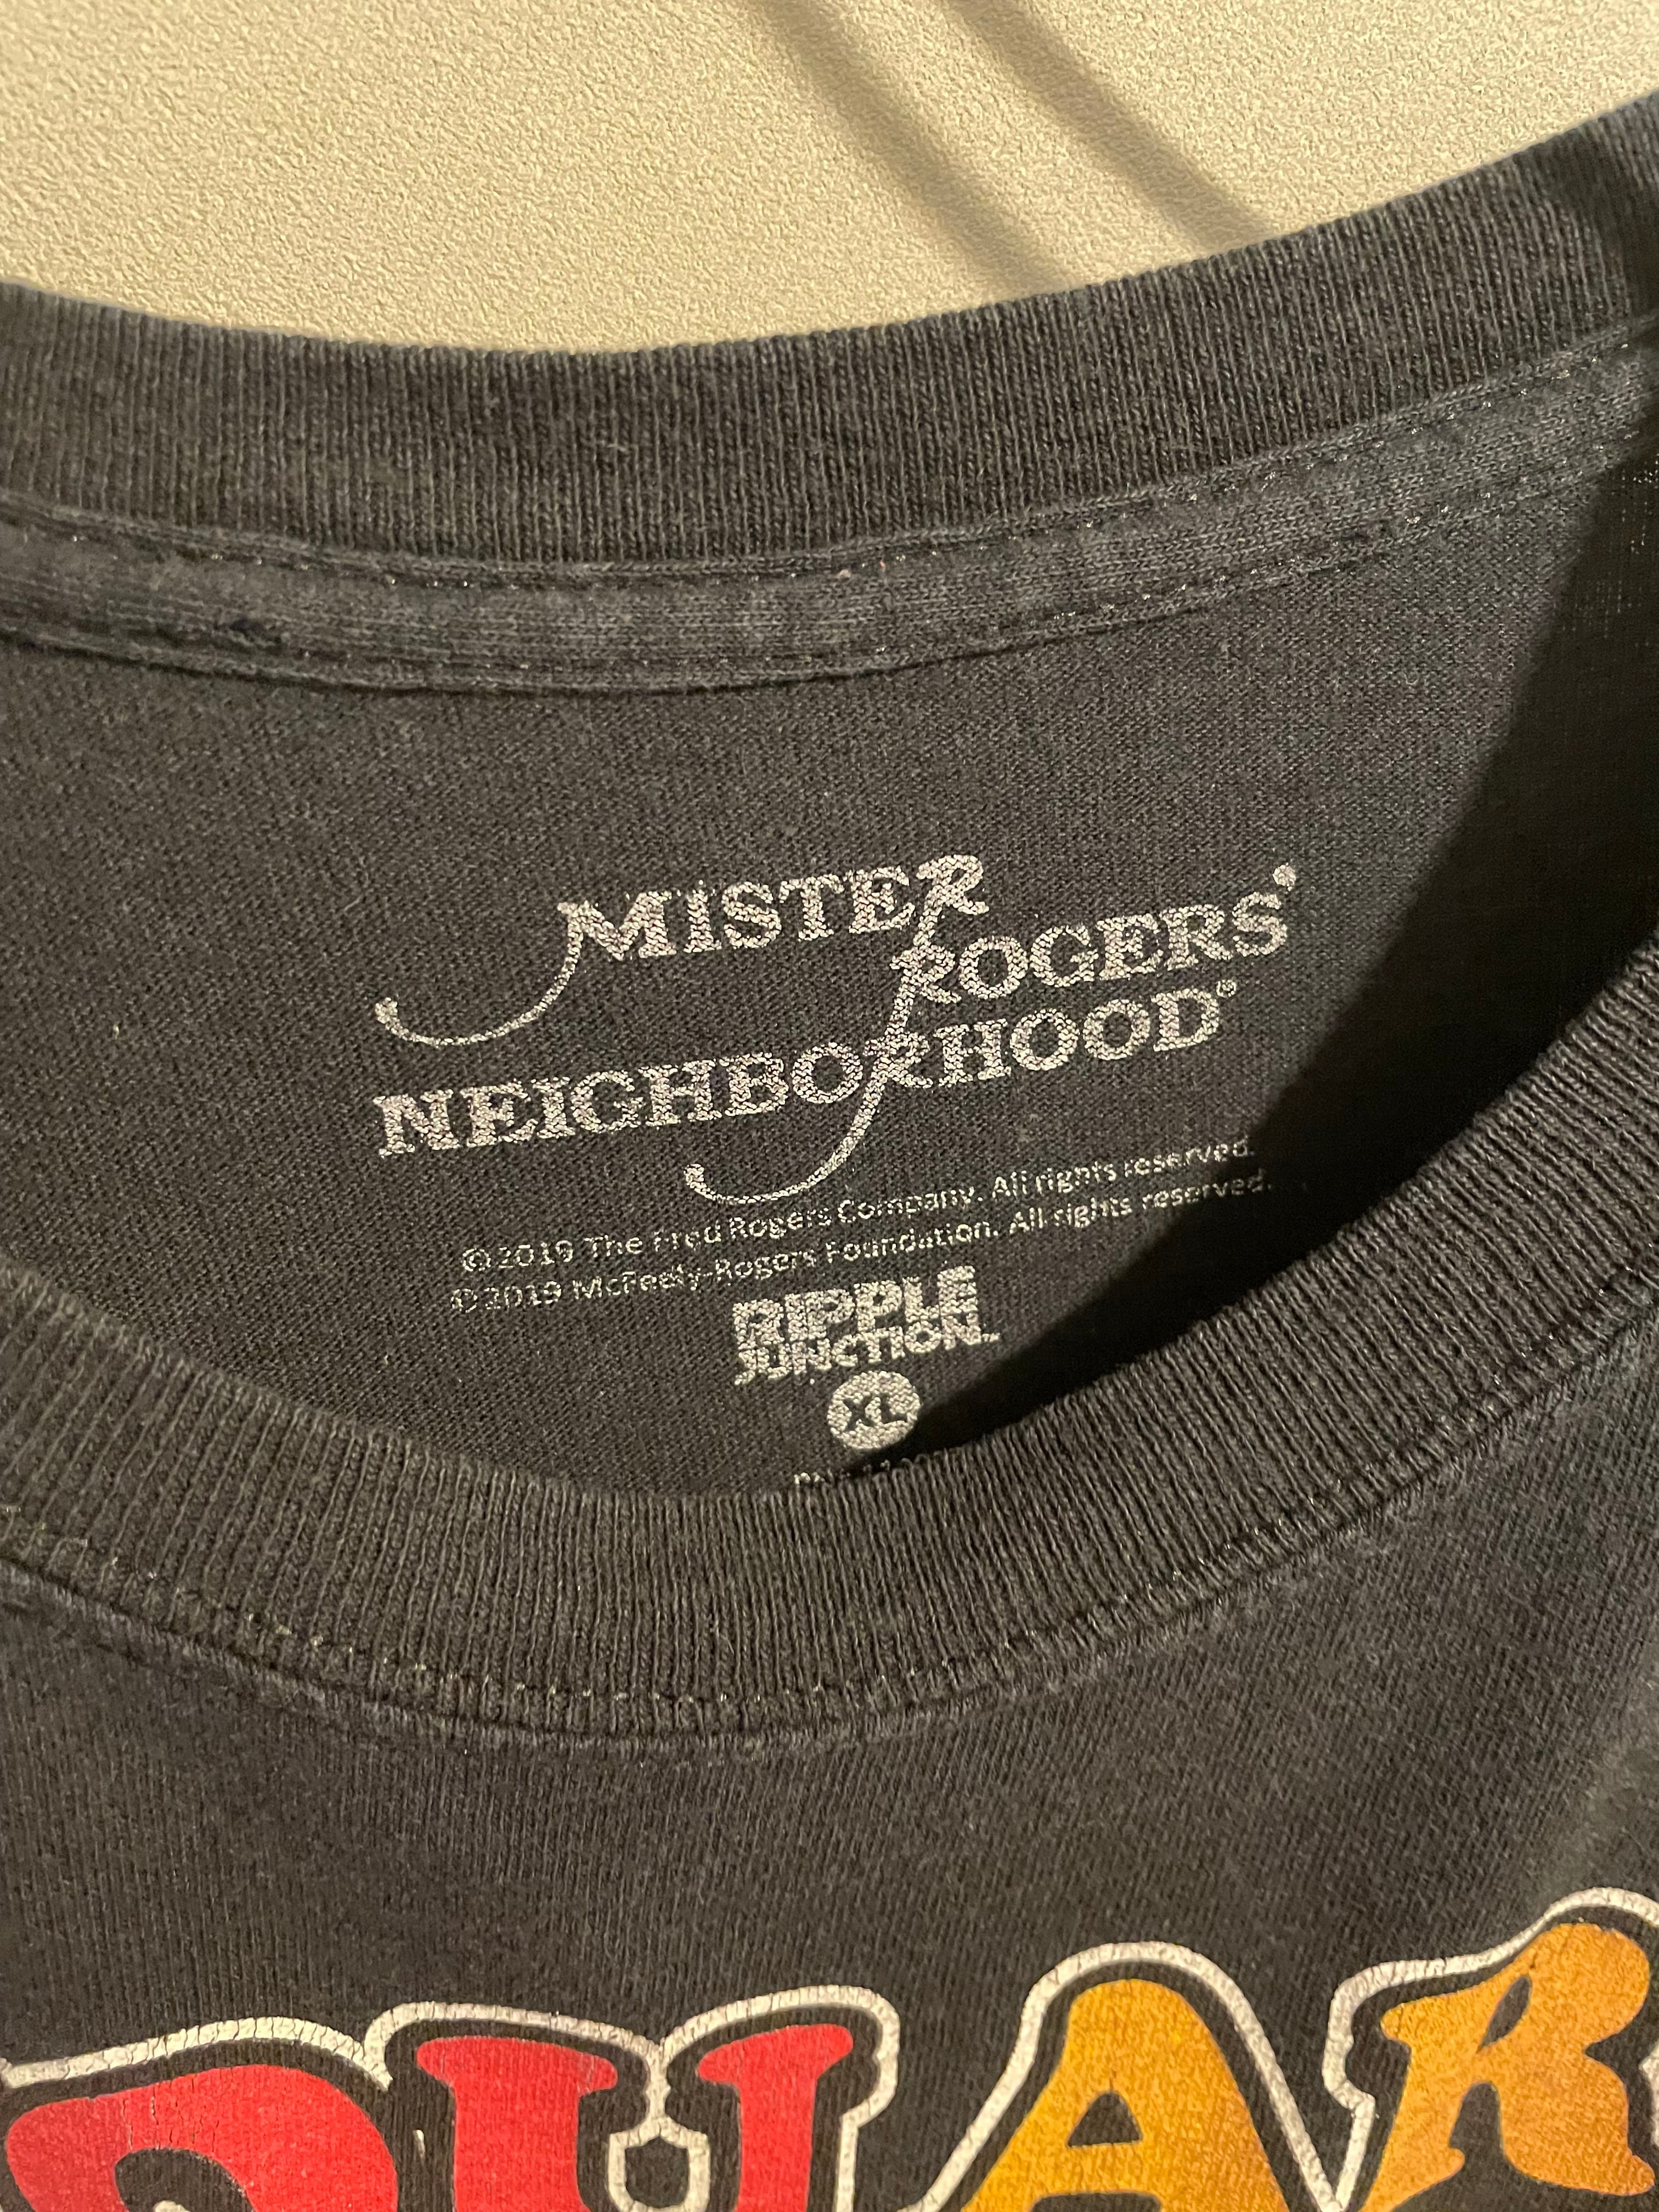 MISTER
ROGERS'
NEIGHBORHOOD®
©2019 The Fred Rogers Company. All rights reserved.
©2019 McFeely-Rogers Foundation. All rights reserved.
RIPPLE
JUNCTION™
XL